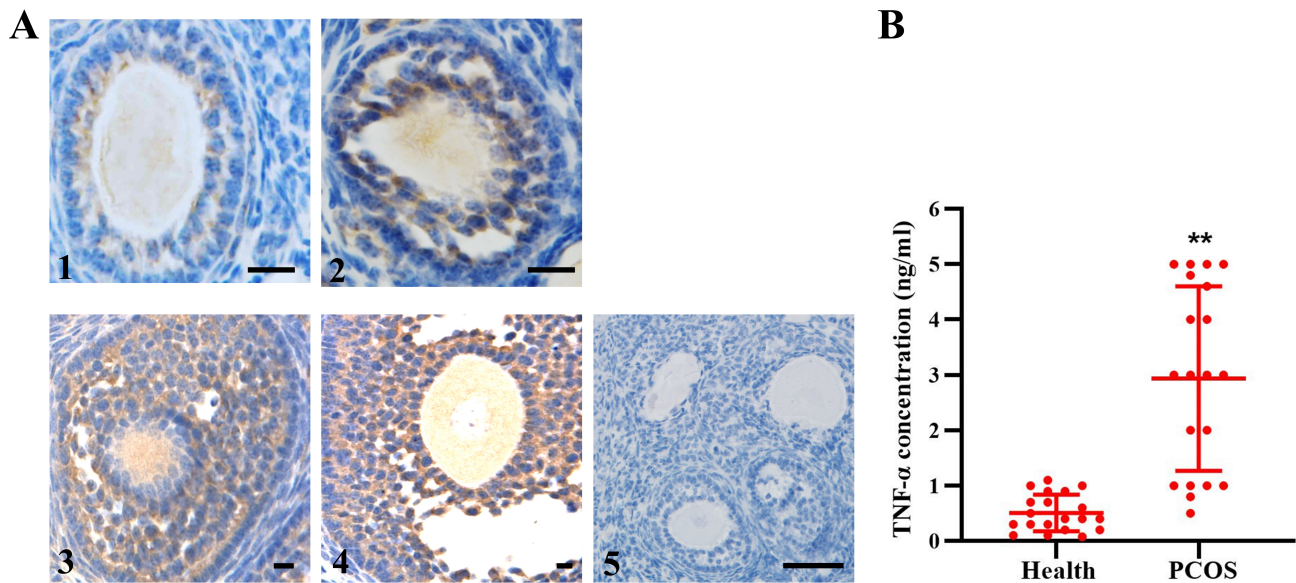 A
B
1
2
3
4
5
TNF-α concentration (ng/ml)
6
5
4
3
2
1
0
**
Health
PCOS